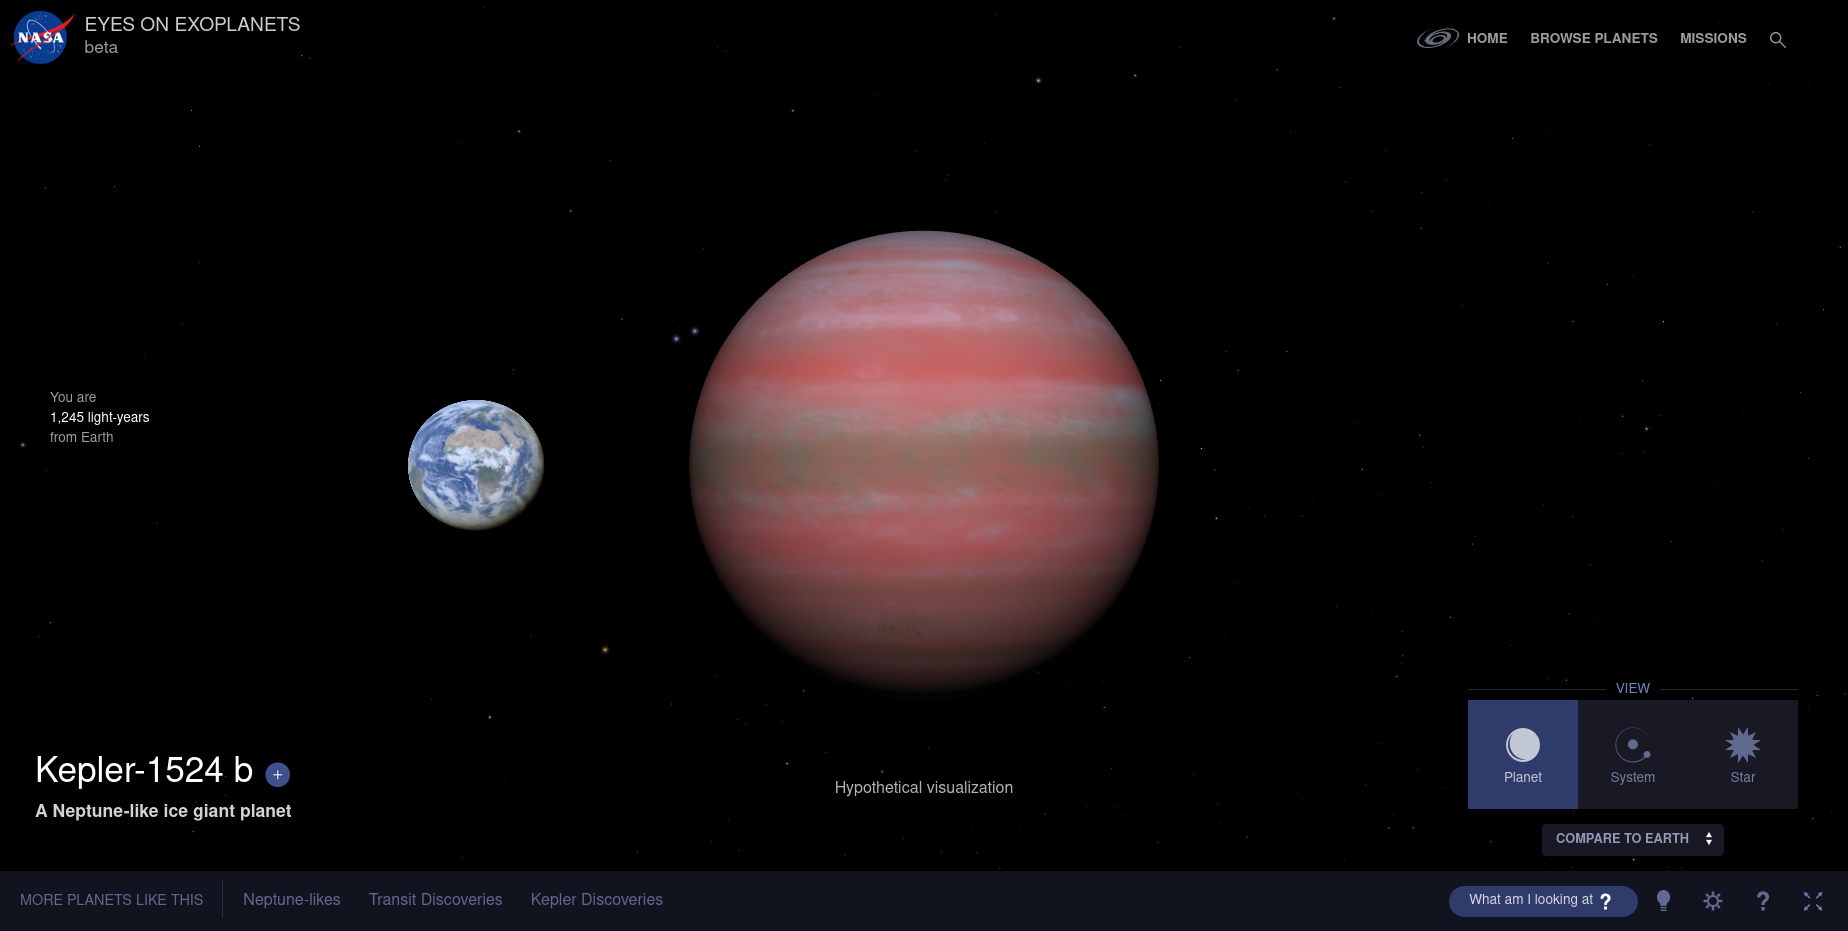 NASA
EYES ON EXOPLANETS
beta
HOME
BROWSE PLANETS
MISSIONS
You are
1,245 light-years
from Earth
Kepler-1524 b +
A Neptune-like ice giant planet
Hypothetical visualization
VIEW
Planet
System
Star
COMPARE TO EARTH
MORE PLANETS LIKE THIS
Neptune-likes
Transit Discoveries
Kepler Discoveries
What am I looking at ?
?